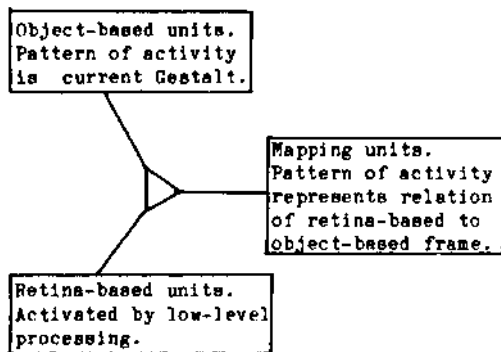 Object-based units.
Pattern of activity
is current Gestalt.
Mapping units.
Pattern of activity
represents relation
of retina-based to
object-based frame.
Retina-based units.
Activated by low-level
processing.